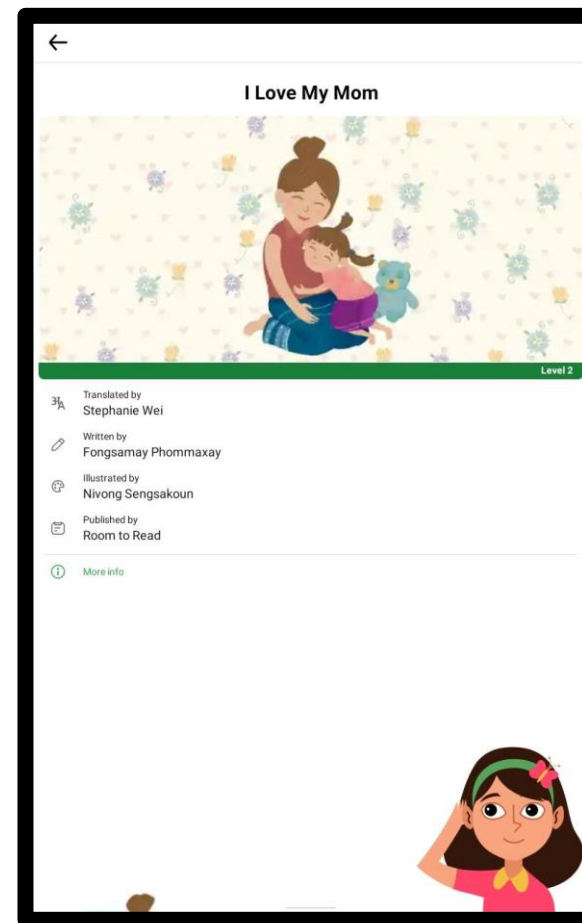 I Love My Mom
Level 2
Translated by
Stephanie Wei
Written by
Fongsamay Phommaxay
Illustrated by
Nivong Sengsakoun
Published by
Room to Read
More info